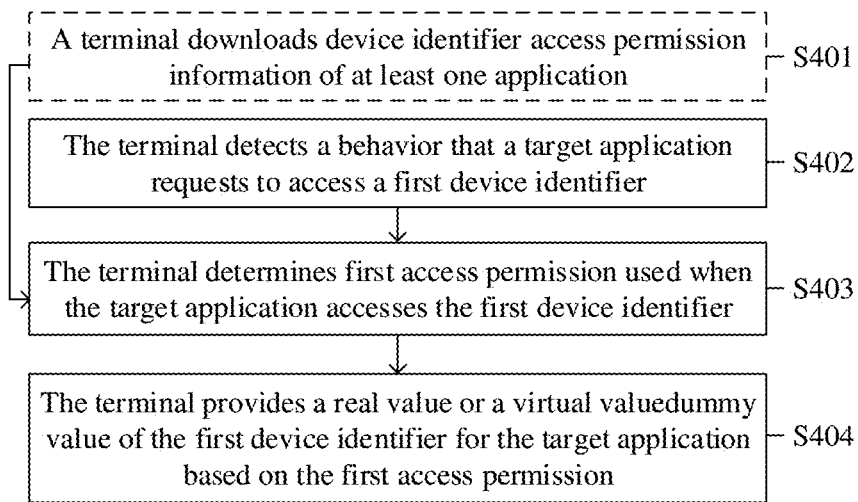 A terminal downloads device identifier access permission
information of at least one application
S401
The terminal detects a behavior that a target application
requests to access a first device identifier
S402
The terminal determines first access permission used when
the target application accesses the first device identifier
S403
The terminal provides a real value or a virtual valuedummy
value of the first device identifier for the target application
based on the first access permission
S404